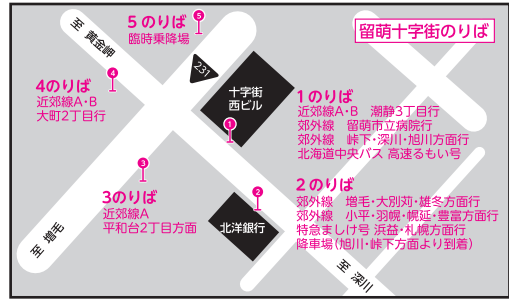 留萌十字街のりば
5のりば
臨時乗降場
5
至 黄金岬
231
4
4のりば
近郊線A・B
大町2丁目行
十字街
西ビル
1
1のりば
近郊線A・B 潮静3丁目行
郊外線 留萌市立病院行
郊外線 峠下・深川・旭川方面行
北海道中央バス 高速るもい号
3
3のりば
近郊線A
平和台2丁目方面
2
北洋銀行
2のりば
郊外線 増毛・大別苅・雄冬方面行
郊外線 小平・羽幌・幌延・豊富方面行
特急ましけ号 浜益・札幌方面行
降車場(旭川・峠下方面より到着)
至 増毛
至 深川